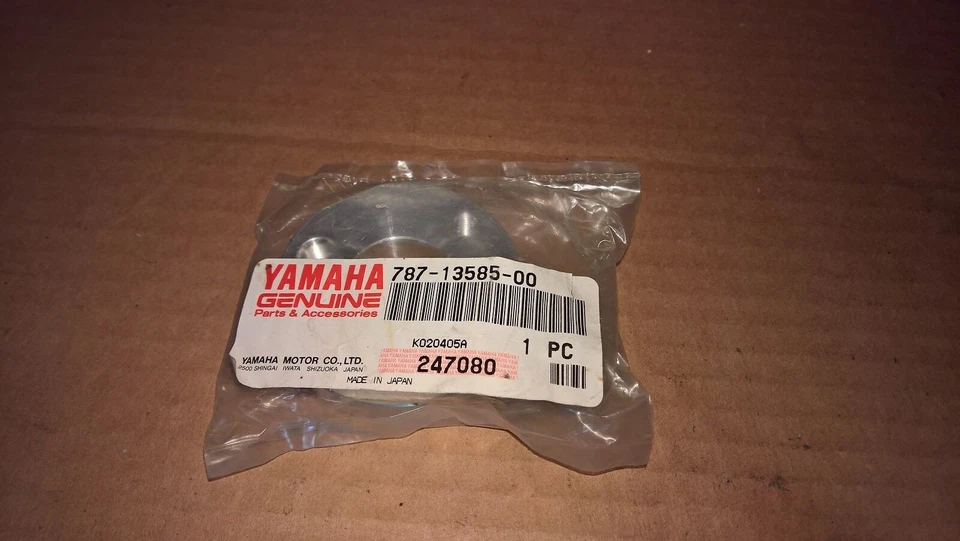 YAMAHA
GENUINE
Parts & Accessories
787-13585-00
K020405A
1 PC
YAMAHA MOTOR CO.,LTD.
2500 SHINGAI IWATA SHIZUOKA JAPAN
247080
MADE IN JAPAN